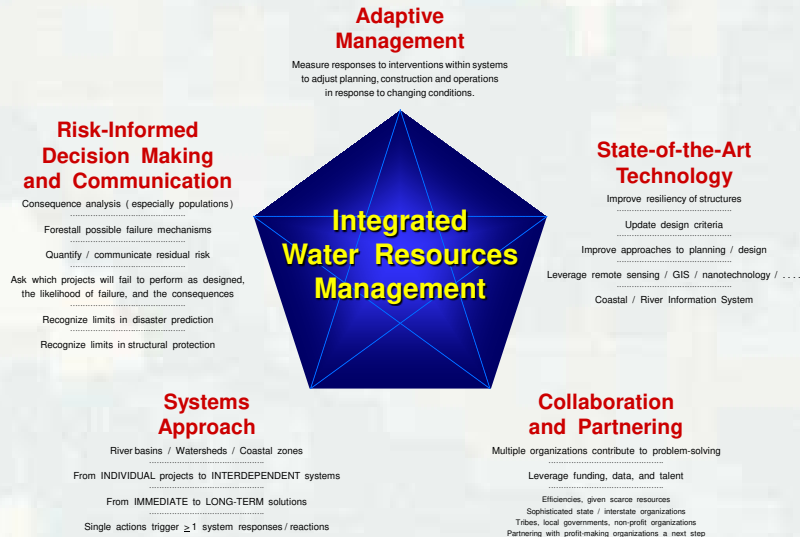 Adaptive
Management
Measure responses to interventions within systems
to adjust planning, construction and operations
in response to changing conditions.
Risk-Informed
Decision Making
and Communication
Consequence analysis ( especially populations)
Forestall possible failure mechanisms
Quantify / communicate residual risk
Ask which projects will fail to perform as designed,
the likelihood of failure, and the consequences
Recognize limits in disaster prediction
Recognize limits in structural protection
State-of-the-Art
Technology
Improve resiliency of structures
Update design criteria
Improve approaches to planning / design
Leverage remote sensing / GIS / nanotechnology / . . . .
Coastal / River Information System
Integrated
Water Resources
Management
Systems
Approach
River basins / Watersheds / Coastal zones
From INDIVIDUAL projects to INTERDEPENDENT systems
From IMMEDIATE to LONG-TERM solutions
Single actions trigger ≥ 1 system responses / reactions
Collaboration
and Partnering
Multiple organizations contribute to problem-solving
Leverage funding, data, and talent
Efficiencies, given scarce resources
Sophisticated state / interstate organizations
Tribes, local governments, non-profit organizations
Partnering with profit-making organizations a next step